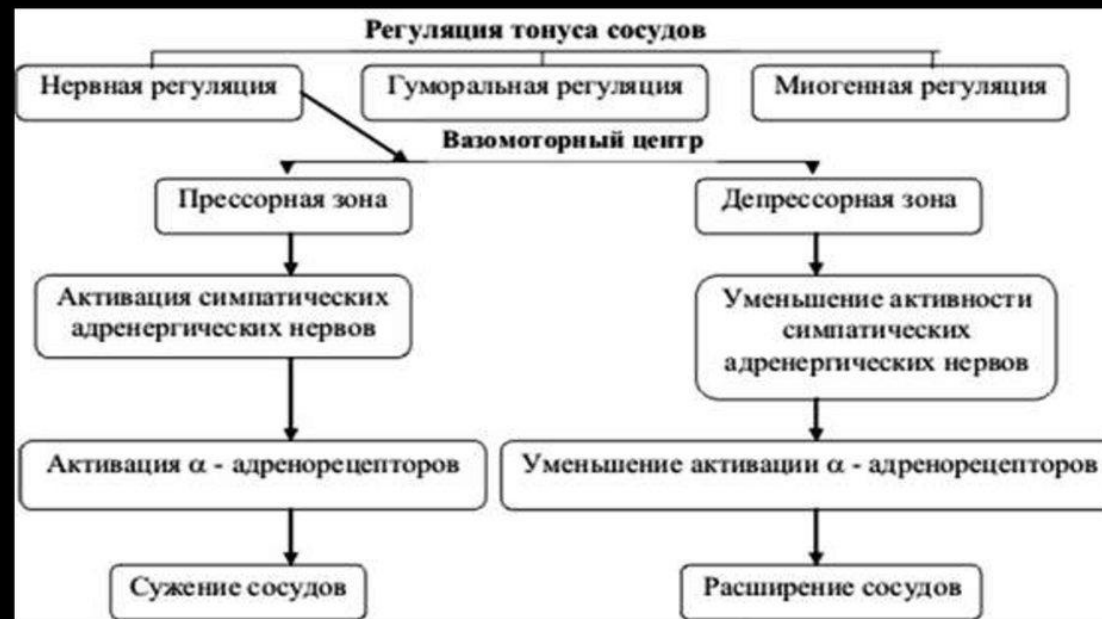 Регуляция тонуса сосудов
Нервная регуляция
Гуморальная регуляция
Миогенная регуляция
Вазомоторный центр
Прессорная зона
Депрессорная зона
Активация симпатических
адренергических нервов
Уменьшение активности
симпатических
адренергических нервов
Активация α - адренорецепторов
Уменьшение активации α - адренорецепторов
Сужение сосудов
Расширение сосудов